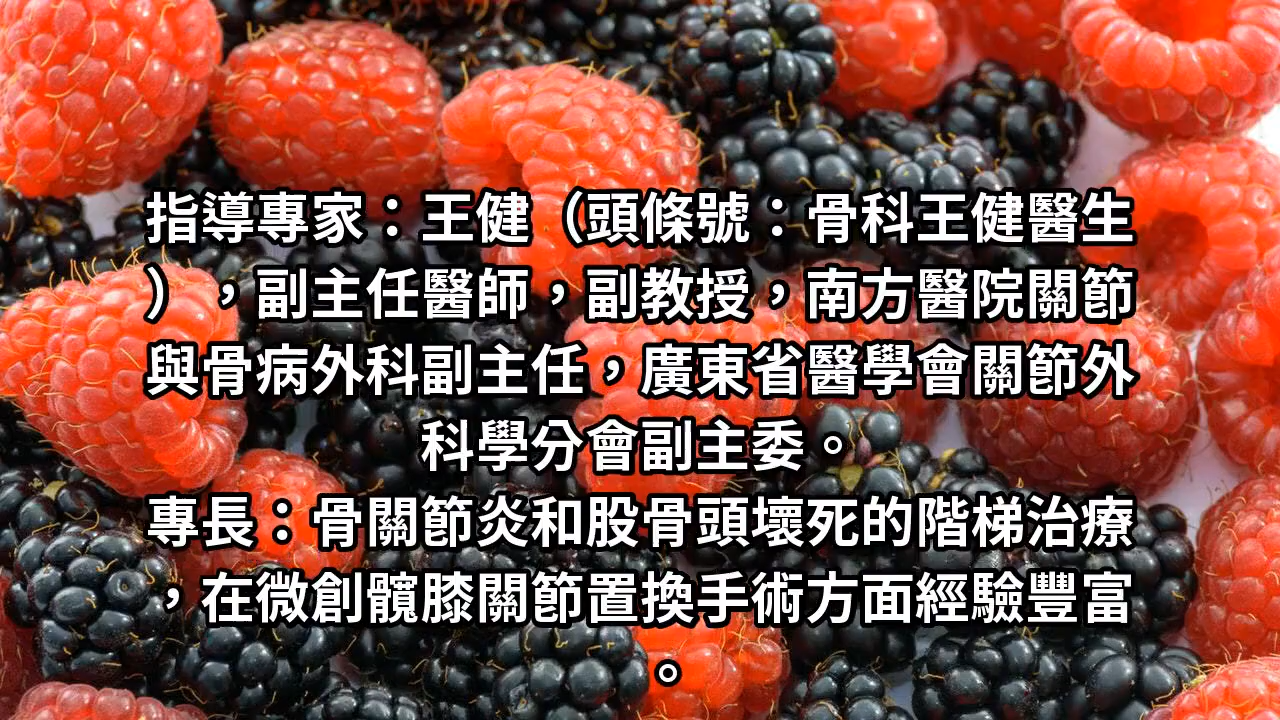 指導專家：王健（頭條號：骨科王健醫生
），副主任醫師，副教授，南方醫院關節
與骨病外科副主任，廣東省醫學會關節外
科學分會副主委。
專長：骨關節炎和股骨頭壞死的階梯治療
，在微創髖膝關節置換手術方面經驗豐富
。